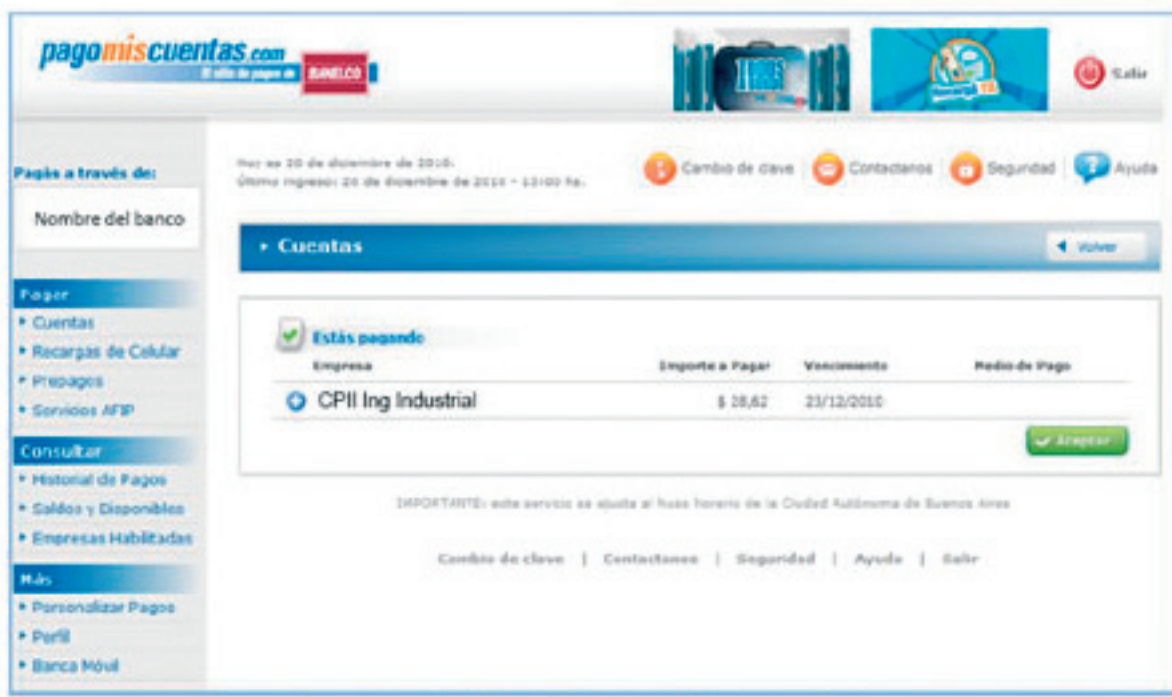 pagomiscuentas.com
El sitio de pagos de BANELCO
Salir
Hoy es 20 de diciembre de 2010.
Último ingreso: 20 de diciembre de 2010 - 12:00 hs.
Cambio de clave
Contactanos
Seguridad
Ayuda
Pagás a través de:
Nombre del banco
Cuentas
Volver
Pagar
Cuentas
Recargas de Celular
Prepagos
Servicios AFIP
Consultar
Historial de Pagos
Saldos y Disponibles
Empresas Habilitadas
Más
Personalizar Pagos
Perfil
Banca Móvil
Estás pagando
Empresa Importe a Pagar Vencimiento Medio de Pago
CPII Ing Industrial $ 28,62 23/12/2010
Aceptar
IMPORTANTE: este servicio se ajusta al huso horario de la Ciudad Autónoma de Buenos Aires
Cambio de clave | Contactanos | Seguridad | Ayuda | Salir